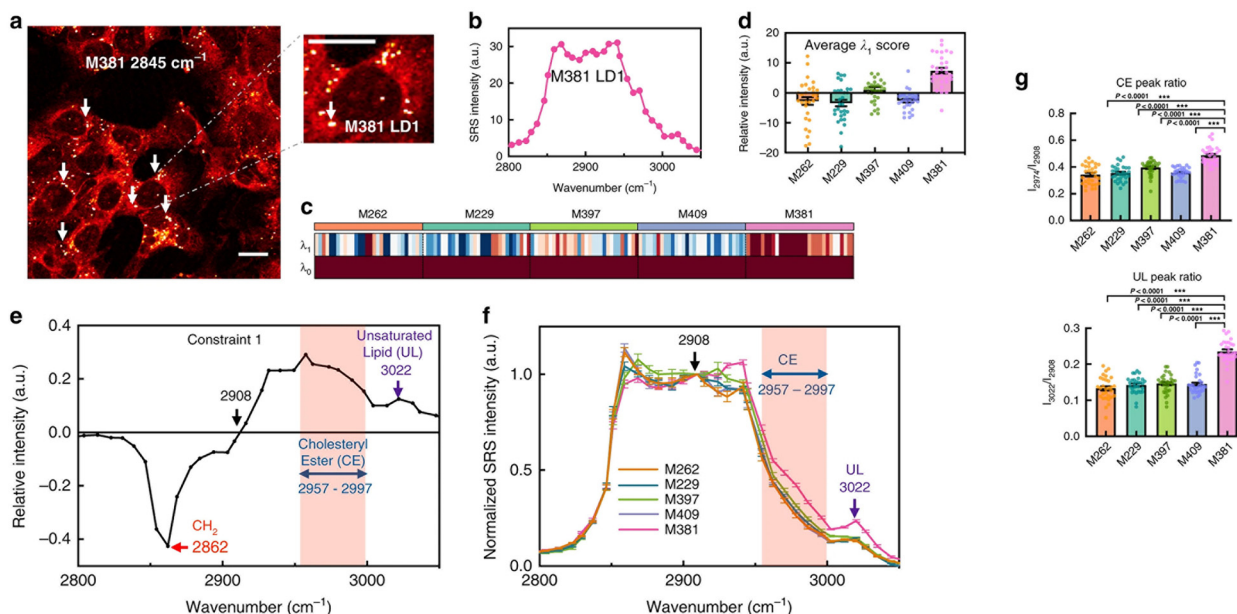 a
M381 2845 cm⁻¹
M381 LD1
b
SRS intensity (a.u.)
30
20
10
0
M381 LD1
2800
2900
3000
Wavenumber (cm⁻¹)
c
M262
M229
M397
M409
M381
λ₁
λ₀
d
Relative intensity (a.u.)
20
10
0
−10
−20
Average λ₁ score
M262
M229
M397
M409
M381
e
Relative intensity (a.u.)
0.4
0.2
0.0
−0.2
−0.4
Constraint 1
2908
Unsaturated
Lipid (UL)
3022
Cholesteryl
Ester (CE)
2957 - 2997
CH₂
2862
2800
2900
3000
Wavenumber (cm⁻¹)
f
Normalized SRS intensity (a.u.)
1.0
0.5
0.0
2908
CE
2957 – 2997
UL
3022
M262
M229
M397
M409
M381
2800
2900
3000
Wavenumber (cm⁻¹)
g
CE peak ratio
P < 0.0001 ***
P < 0.0001 ***
P < 0.0001 ***
P < 0.0001 ***
I₂₉₇₄/I₂₉₀₈
0.8
0.6
0.4
0.2
0.0
M262
M229
M397
M409
M381
UL peak ratio
P < 0.0001 ***
P < 0.0001 ***
P < 0.0001 ***
P < 0.0001 ***
I₃₀₂₂/I₂₉₀₈
0.3
0.2
0.1
0.0
M262
M229
M397
M409
M381